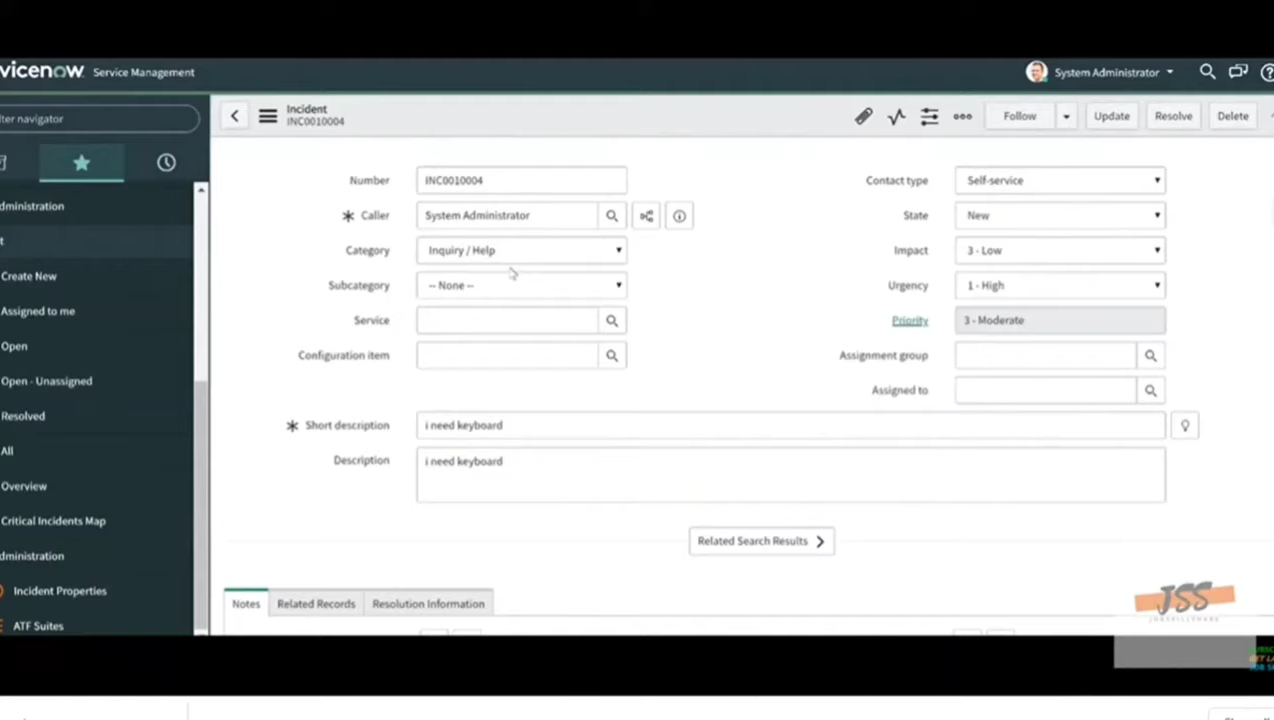 vicenow Service Management
System Administrator
lter navigator
Incident
INC0010004
Follow
Update
Resolve
Delete
dministration
t
Create New
Assigned to me
Open
Open - Unassigned
Resolved
All
Overview
Critical Incidents Map
dministration
Incident Properties
ATF Suites
Number INC0010004
Caller System Administrator
Category Inquiry / Help
Subcategory -- None --
Service
Configuration item
Contact type Self-service
State New
Impact 3 - Low
Urgency 1 - High
Priority 3 - Moderate
Assignment group
Assigned to
Short description i need keyboard
Description i need keyboard
Related Search Results
Notes Related Records Resolution Information
JSS
JOBSKILLSHARE